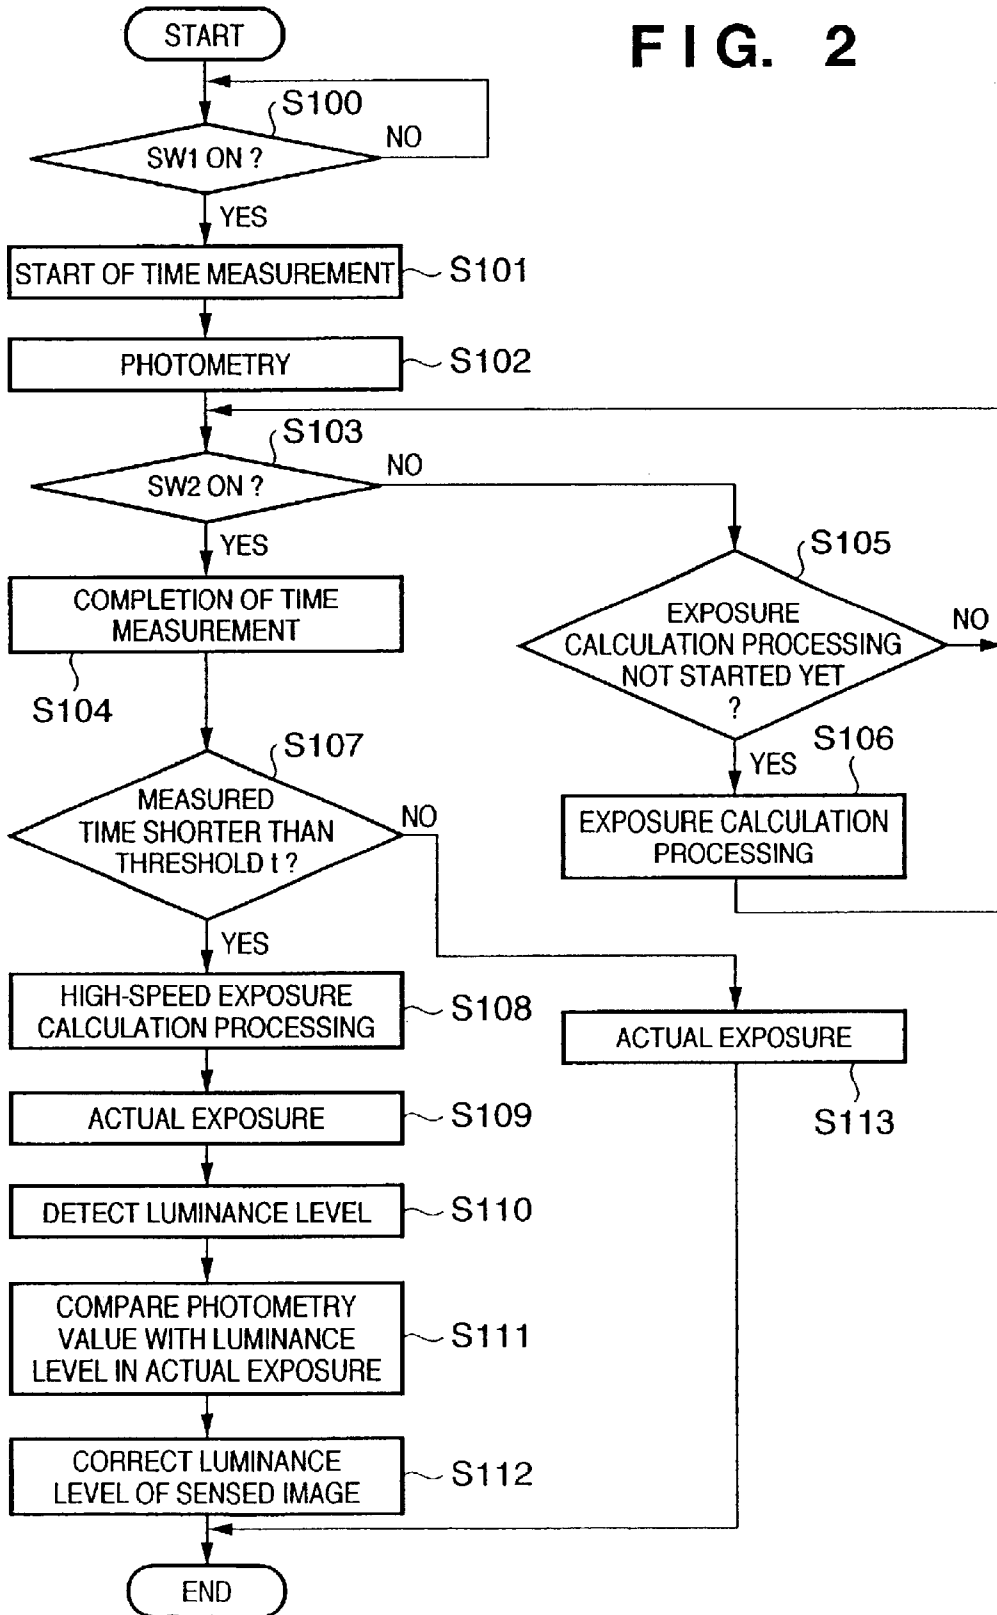 FIG. 2
START
S100
SW1 ON ?
NO
YES
START OF TIME MEASUREMENT
S101
PHOTOMETRY
S102
S103
SW2 ON ?
NO
YES
COMPLETION OF TIME
MEASUREMENT
S104
S105
EXPOSURE
CALCULATION PROCESSING
NOT STARTED YET
?
NO
YES
S106
EXPOSURE CALCULATION
PROCESSING
S107
MEASURED
TIME SHORTER THAN
THRESHOLD t ?
NO
YES
HIGH-SPEED EXPOSURE
CALCULATION PROCESSING
S108
ACTUAL EXPOSURE
S113
ACTUAL EXPOSURE
S109
DETECT LUMINANCE LEVEL
S110
COMPARE PHOTOMETRY
VALUE WITH LUMINANCE
LEVEL IN ACTUAL EXPOSURE
S111
CORRECT LUMINANCE
LEVEL OF SENSED IMAGE
S112
END